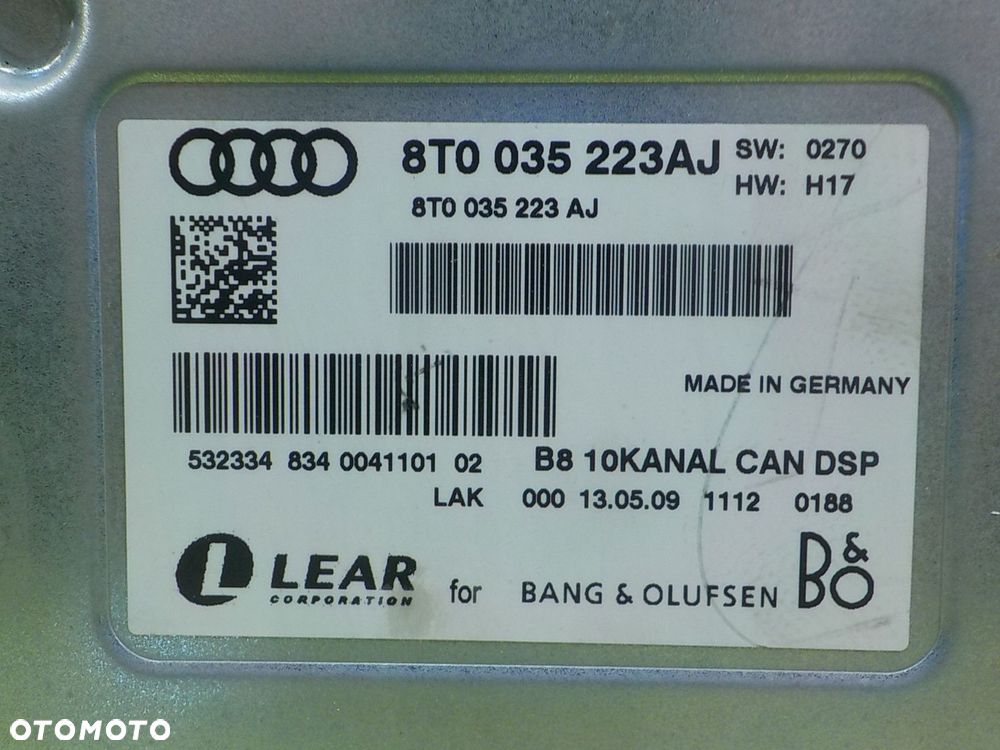 8T0 035 223AJ SW: 0270
HW: H17
8T0 035 223 AJ
MADE IN GERMANY
532334 834 0041101 02 B8 10KANAL CAN DSP
LAK 000 13.05.09 1112 0188
L LEAR CORPORATION for BANG & OLUFSEN B&O
OTOMOTO